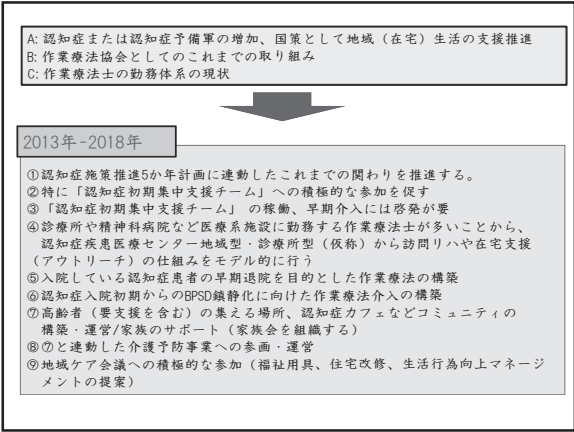 A: 認知症または認知症予備軍の増加、国策として地域（在宅）生活の支援推進
B: 作業療法協会としてのこれまでの取り組み
C: 作業療法士の勤務体系の現状
2013年-2018年
①認知症施策推進5か年計画に連動したこれまでの関わりを推進する。
②特に「認知症初期集中支援チーム」への積極的な参加を促す
③「認知症初期集中支援チーム」 の稼働、早期介入には啓発が要
④診療所や精神科病院など医療系施設に勤務する作業療法士が多いことから、
認知症疾患医療センター地域型・診療所型（仮称）から訪問リハや在宅支援
（アウトリーチ）の仕組みをモデル的に行う
⑤入院している認知症患者の早期退院を目的とした作業療法の構築
⑥認知症入院初期からのBPSD鎮静化に向けた作業療法介入の構築
⑦高齢者（要支援を含む）の集える場所、認知症カフェなどコミュニティの
構築・運営/家族のサポート（家族会を組織する）
⑧⑦と連動した介護予防事業への参画・運営
⑨地域ケア会議への積極的な参加（福祉用具、住宅改修、生活行為向上マネージ
メントの提案）